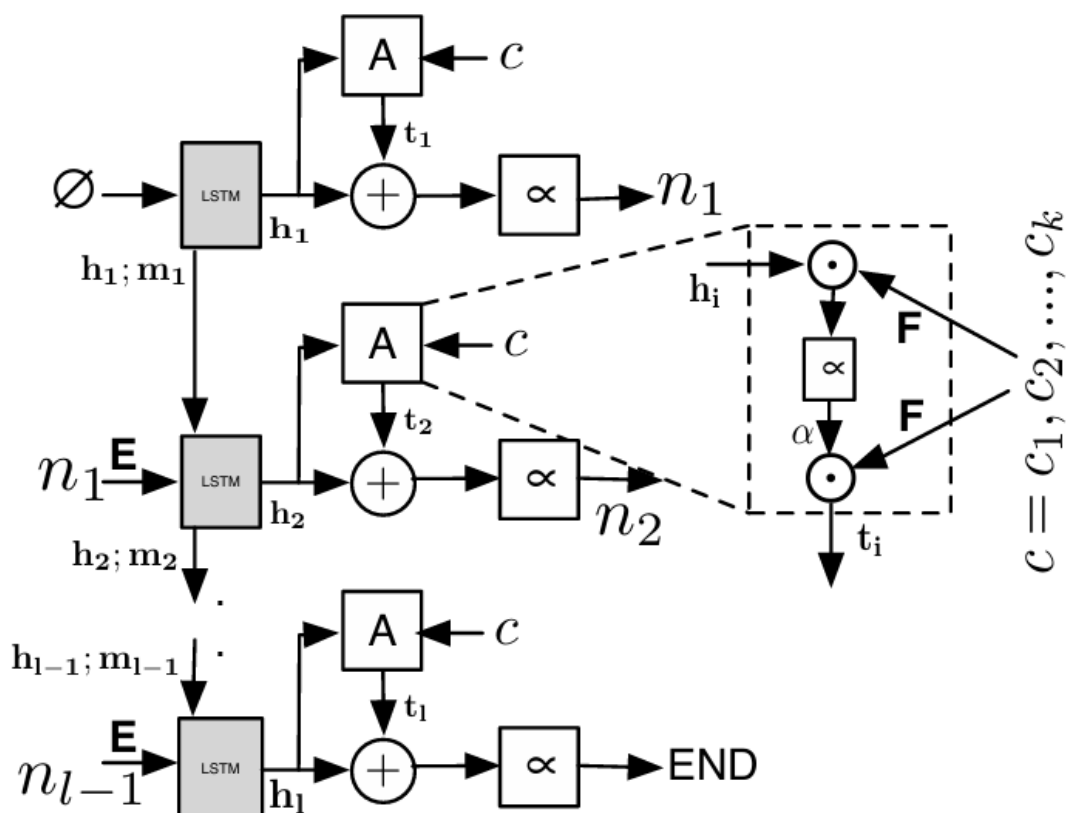 A c
t₁
∅ LSTM + ∝ n₁
h₁
h₁; m₁
hᵢ
F
A c
∝
t₂
F
α
n₁ E LSTM + ∝
h₂ n₂
tᵢ
c = c₁, c₂, ...., cₖ
h₂; m₂
A c
hₗ₋₁; mₗ₋₁
tₗ
E
nₗ₋₁ LSTM + ∝ END
hₗ